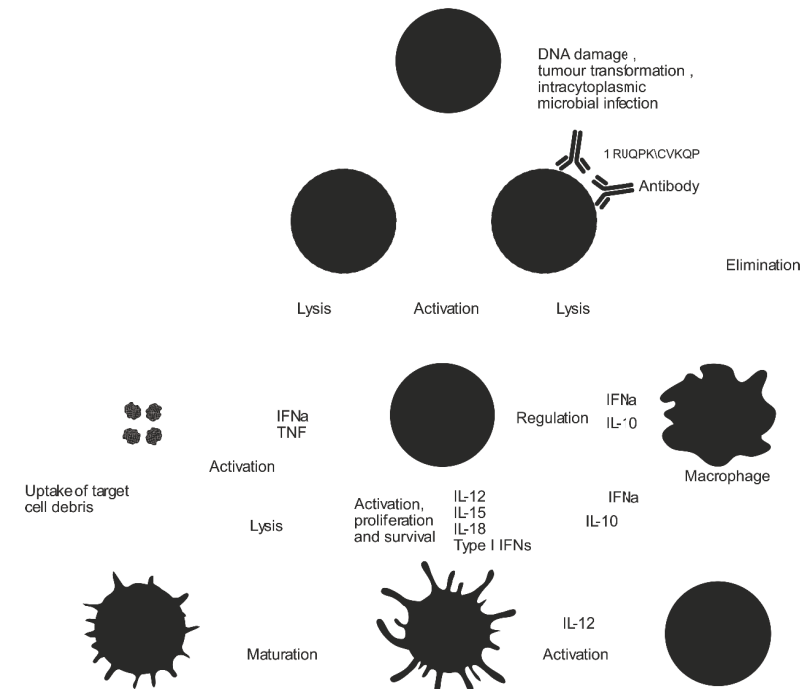 DNA damage ,
tumour transformation ,
intracytoplasmic
microbial infection
Antibody
Elimination
Lysis
Activation
Lysis
IFNa
TNF
Regulation
IFNa
IL-10
Macrophage
Activation
Uptake of target
cell debris
Activation,
proliferation
and survival
IL-12
IL-15
IL-18
Type I IFNs
IFNa
IL-10
Lysis
IL-12
Maturation
Activation